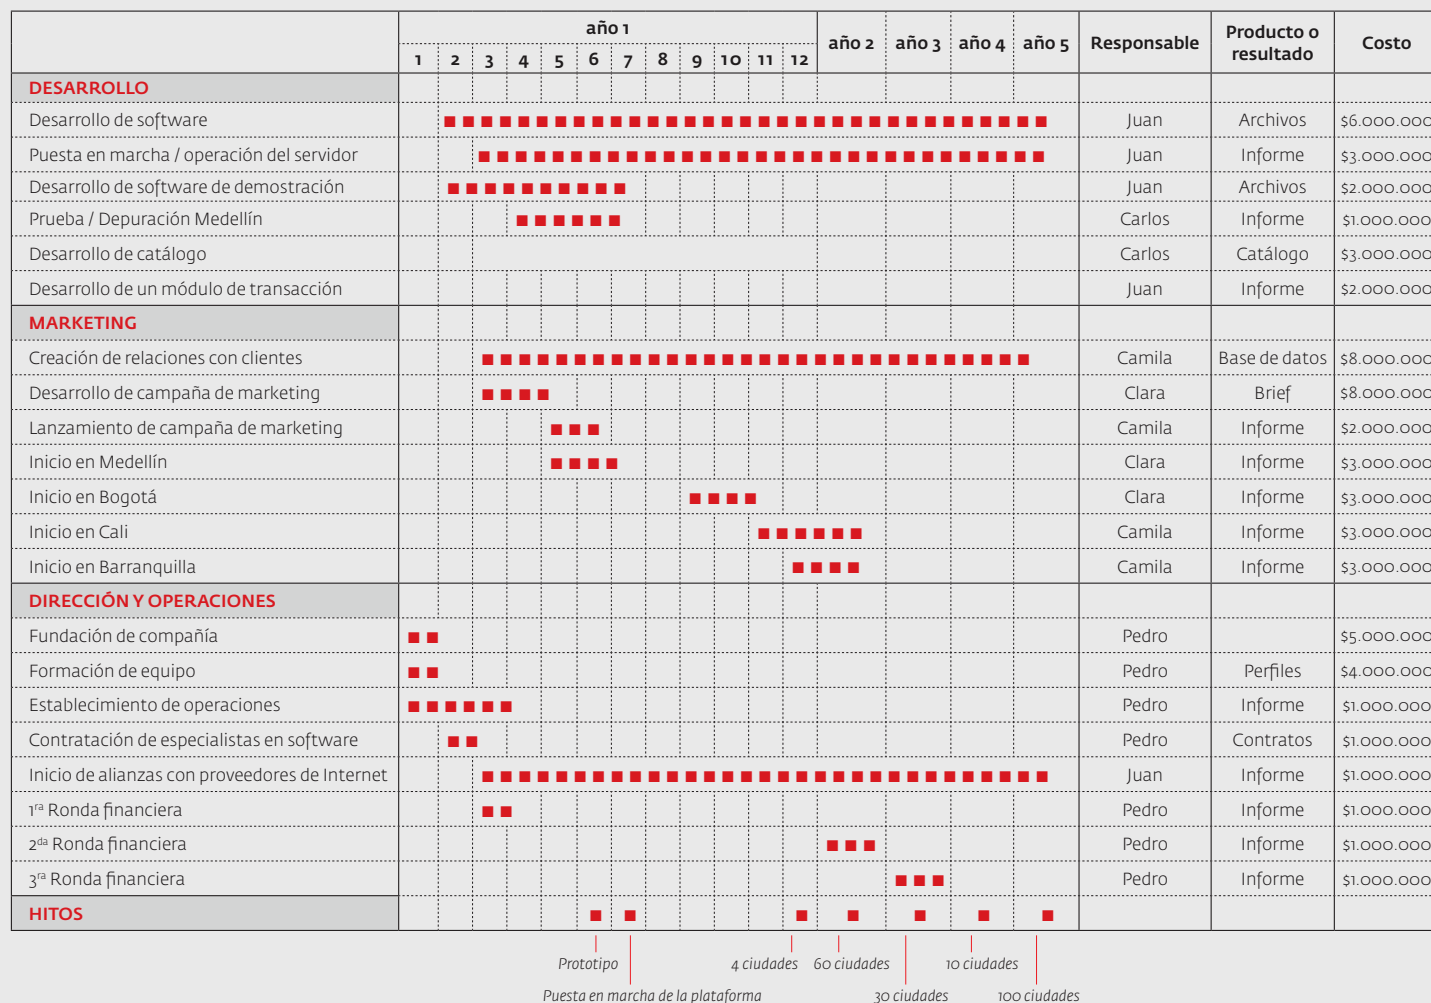 año 1 año 2 año 3 año 4 año 5 Responsable Producto o resultado Costo
1 2 3 4 5 6 7 8 9 10 11 12
DESARROLLO
Desarrollo de software Juan Archivos $6.000.000
Puesta en marcha / operación del servidor Juan Informe $3.000.000
Desarrollo de software de demostración Juan Archivos $2.000.000
Prueba / Depuración Medellín Carlos Informe $1.000.000
Desarrollo de catálogo Carlos Catálogo $3.000.000
Desarrollo de un módulo de transacción Juan Informe $2.000.000
MARKETING
Creación de relaciones con clientes Camila Base de datos $8.000.000
Desarrollo de campaña de marketing Clara Brief $8.000.000
Lanzamiento de campaña de marketing Camila Informe $2.000.000
Inicio en Medellín Clara Informe $3.000.000
Inicio en Bogotá Clara Informe $3.000.000
Inicio en Cali Camila Informe $3.000.000
Inicio en Barranquilla Camila Informe $3.000.000
DIRECCIÓN Y OPERACIONES
Fundación de compañía Pedro $5.000.000
Formación de equipo Pedro Perfiles $4.000.000
Establecimiento de operaciones Pedro Informe $1.000.000
Contratación de especialistas en software Pedro Contratos $1.000.000
Inicio de alianzas con proveedores de Internet Juan Informe $1.000.000
1ra Ronda financiera Pedro Informe $1.000.000
2da Ronda financiera Pedro Informe $1.000.000
3ra Ronda financiera Pedro Informe $1.000.000
HITOS
Prototipo 4 ciudades 60 ciudades 10 ciudades
Puesta en marcha de la plataforma 30 ciudades 100 ciudades